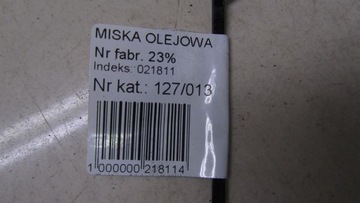 MISKA OLEJOWA
Nr fabr. 23%
Indeks: 021811
Nr kat.: 127/013
1 000000 218114